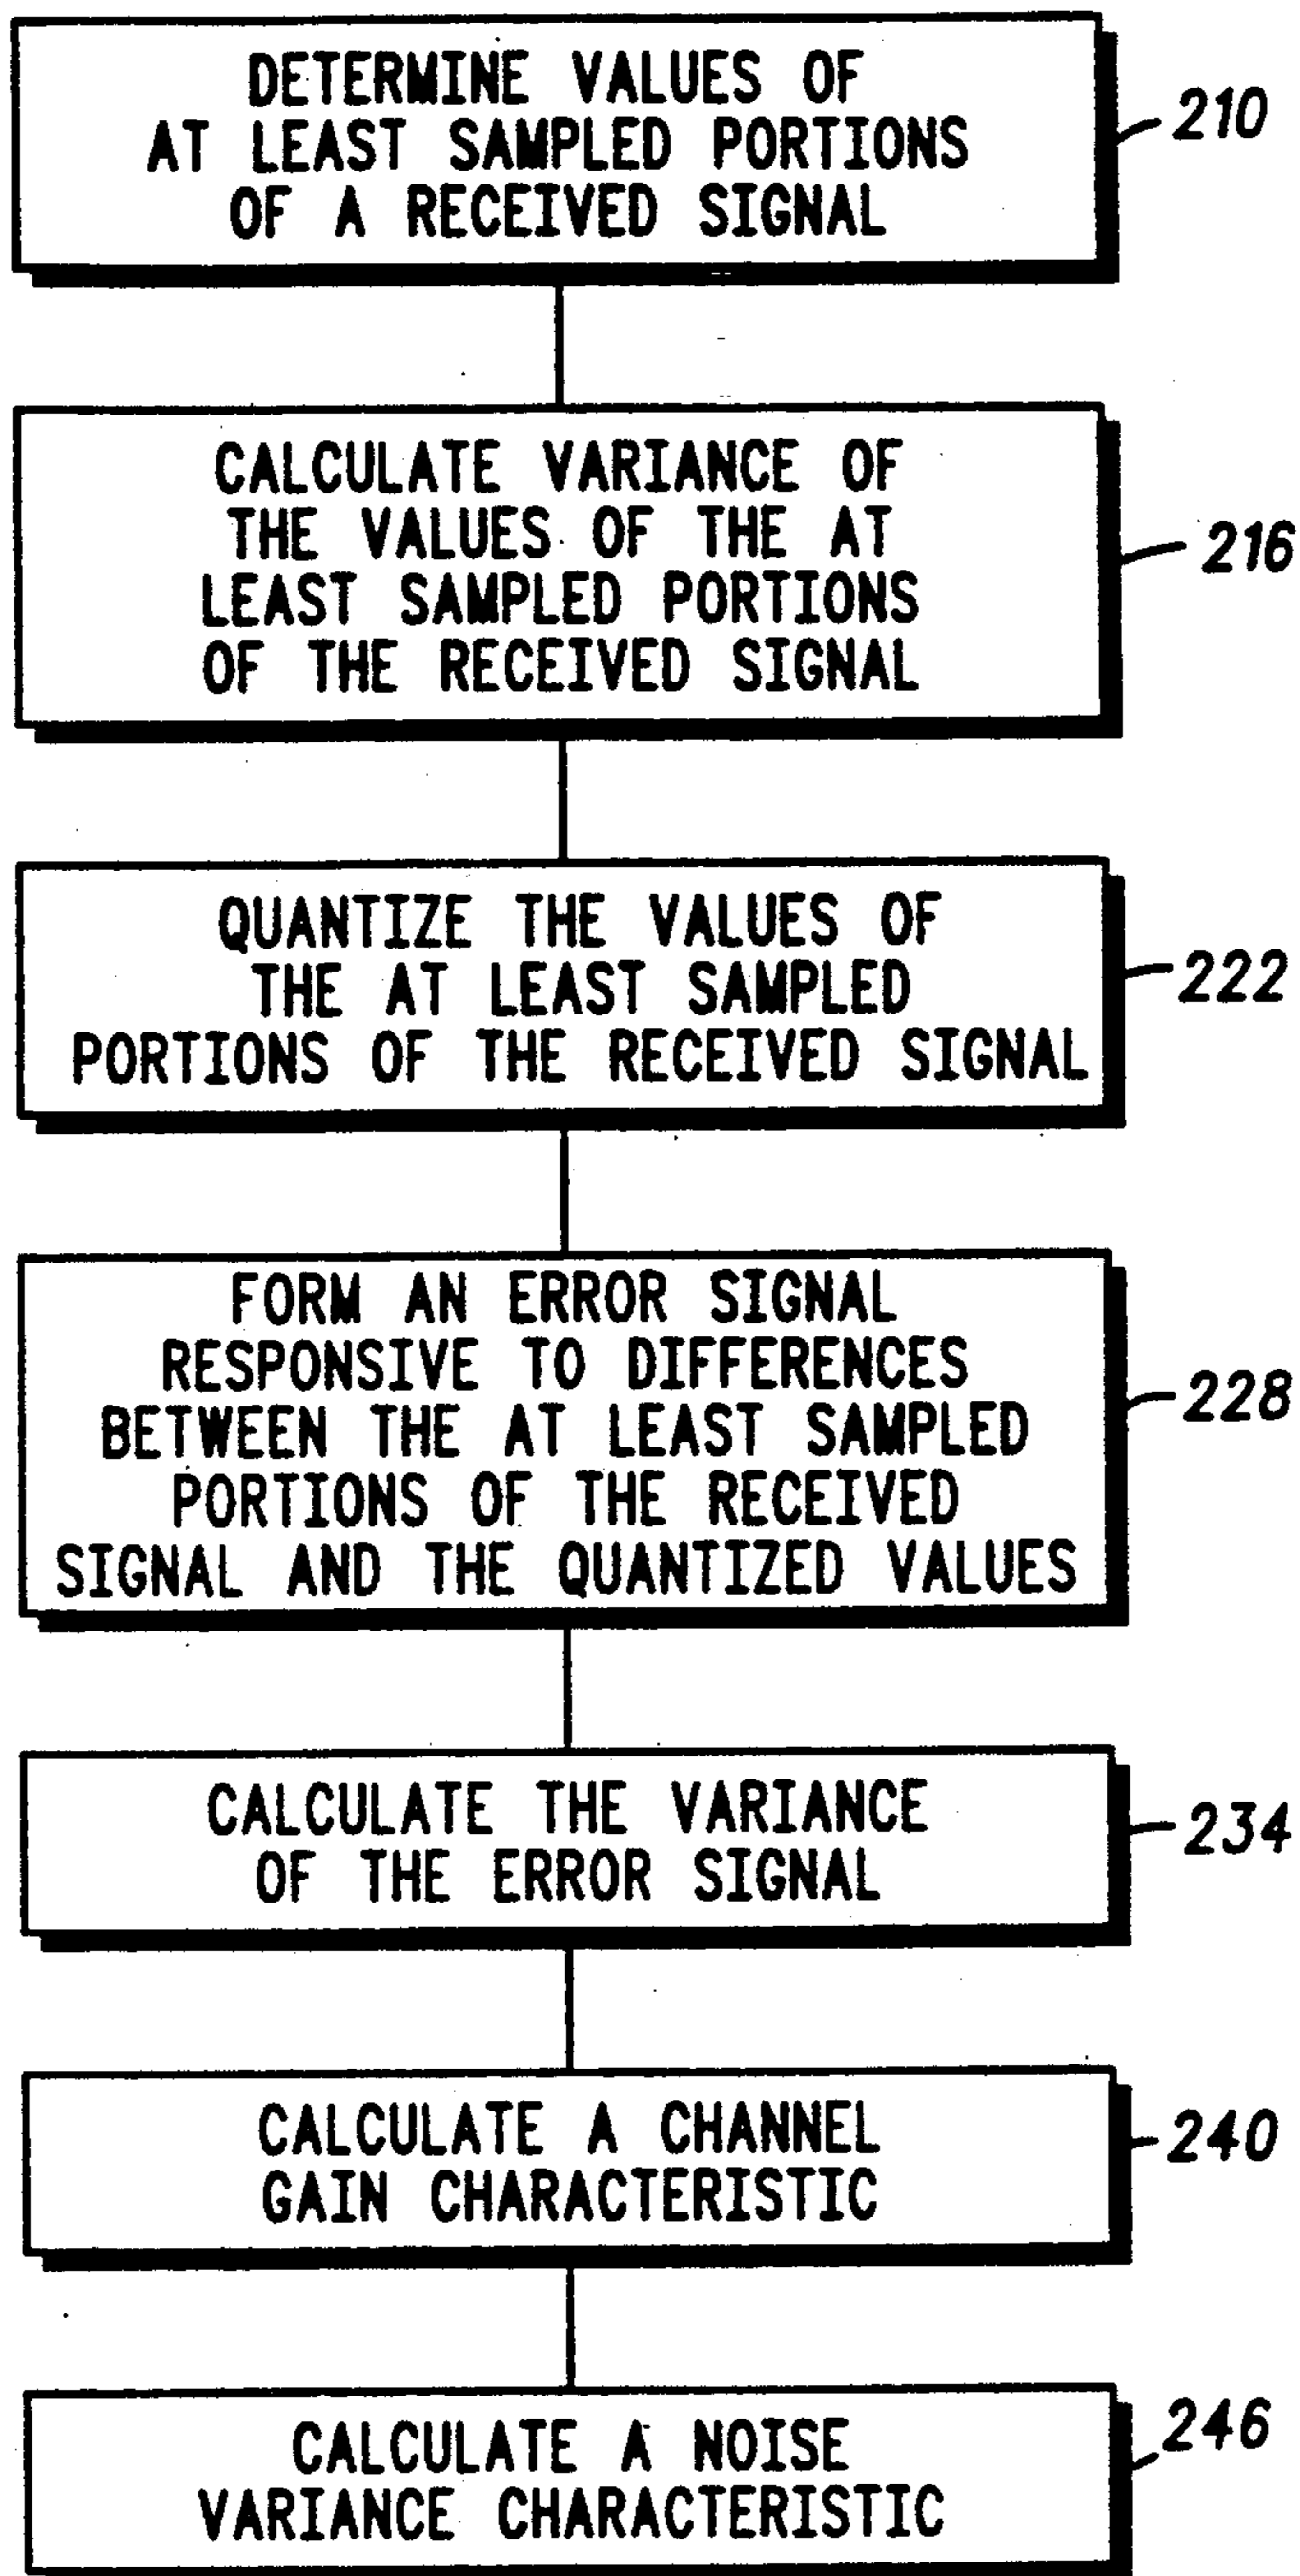 DETERMINE VALUES OF
AT LEAST SAMPLED PORTIONS
OF A RECEIVED SIGNAL
210
CALCULATE VARIANCE OF
THE VALUES OF THE AT
LEAST SAMPLED PORTIONS
OF THE RECEIVED SIGNAL
216
QUANTIZE THE VALUES OF
THE AT LEAST SAMPLED
PORTIONS OF THE RECEIVED SIGNAL
222
FORM AN ERROR SIGNAL
RESPONSIVE TO DIFFERENCES
BETWEEN THE AT LEAST SAMPLED
PORTIONS OF THE RECEIVED
SIGNAL AND THE QUANTIZED VALUES
228
CALCULATE THE VARIANCE
OF THE ERROR SIGNAL
234
CALCULATE A CHANNEL
GAIN CHARACTERISTIC
240
CALCULATE A NOISE
VARIANCE CHARACTERISTIC
246